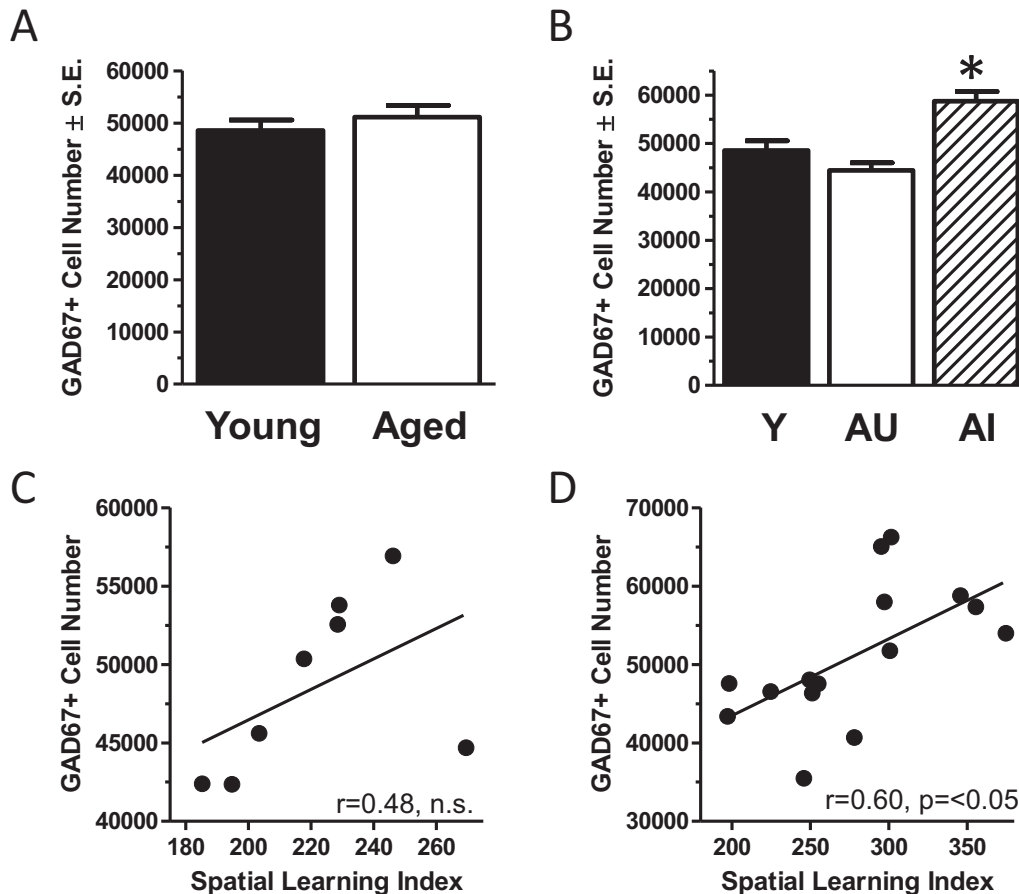 A
GAD67+ Cell Number ± S.E.
60000
50000
40000
30000
20000
10000
0
Young Aged
B
GAD67+ Cell Number ± S.E.
*
60000
50000
40000
30000
20000
10000
0
Y AU AI
C
GAD67+ Cell Number
60000
55000
50000
45000
40000
r=0.48, n.s.
180 200 220 240 260
Spatial Learning Index
D
GAD67+ Cell Number
70000
60000
50000
40000
30000
r=0.60, p=<0.05
200 250 300 350
Spatial Learning Index